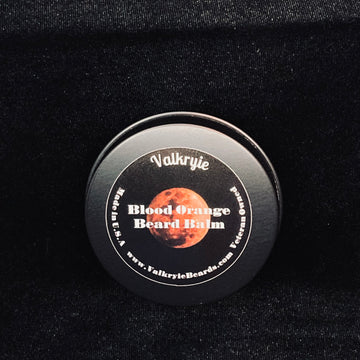 Valkryie
Blood Orange
Beard Balm
Made in U.S.A www.ValkryieBeards.com Veteran Owned